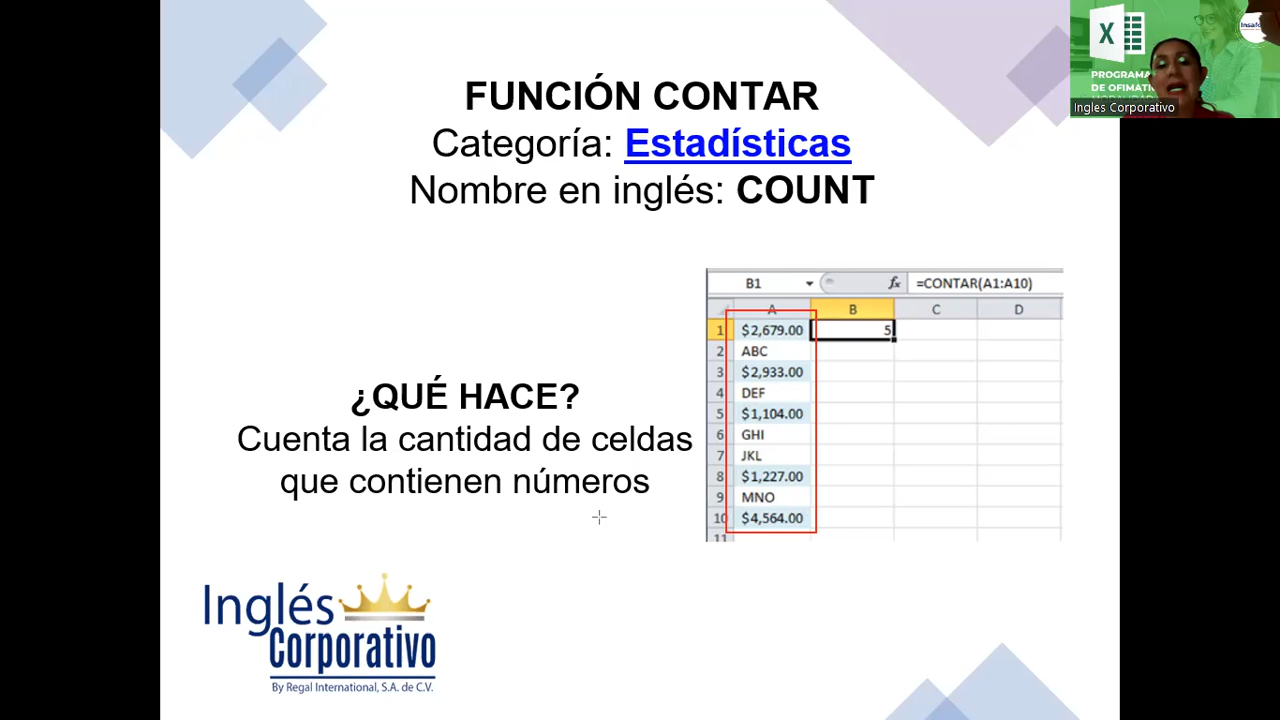 FUNCIÓN CONTAR
Categoría: Estadísticas
Nombre en inglés: COUNT
¿QUÉ HACE?
Cuenta la cantidad de celdas
que contienen números
B1 fx =CONTAR(A1:A10)
A B C D
1 $2,679.00 5
2 ABC
3 $2,933.00
4 DEF
5 $1,104.00
6 GHI
7 JKL
8 $1,227.00
9 MNO
10 $4,564.00
11
Inglés
Corporativo
By Regal International, S.A. de C.V.
X
PROGRAMA
DE OFIMATI
Ingles Corporativo